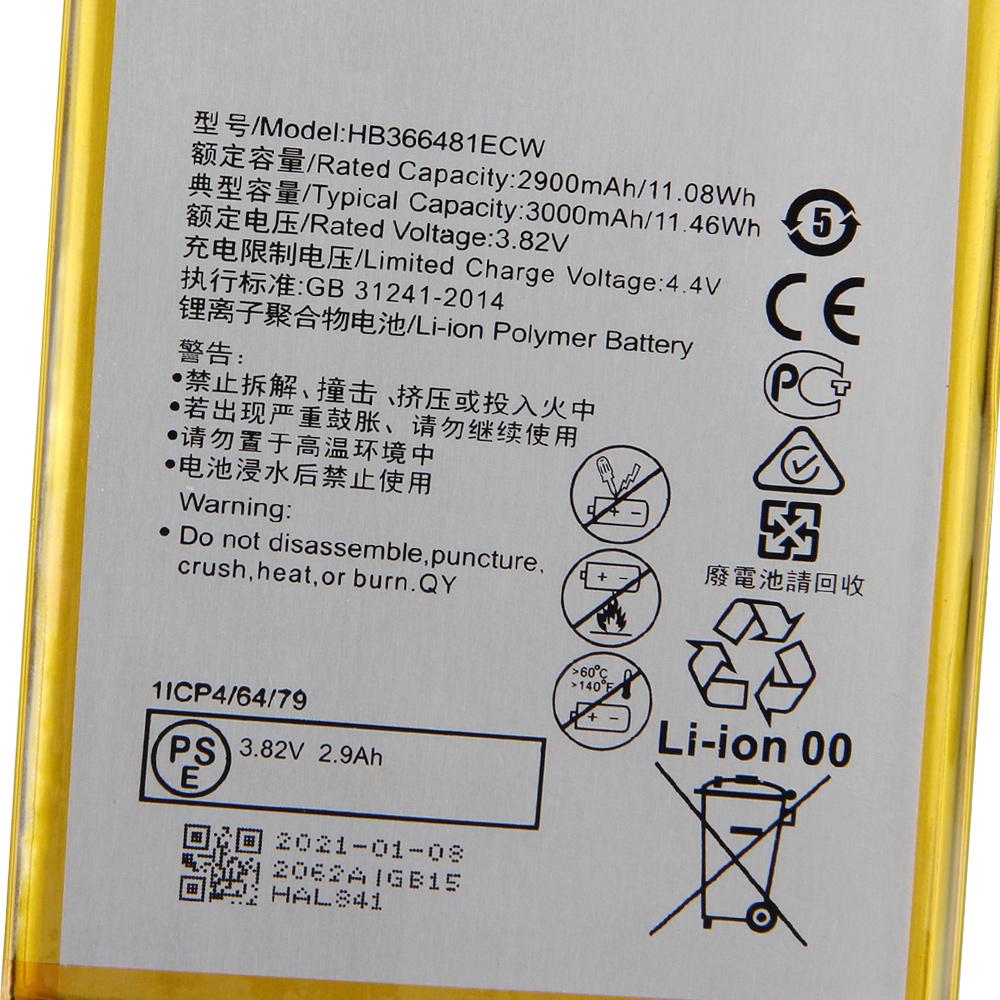 型号/Model:HB366481ECW
额定容量/Rated Capacity:2900mAh/11.08Wh
典型容量/Typical Capacity:3000mAh/11.46Wh
额定电压/Rated Voltage:3.82V
充电限制电压/Limited Charge Voltage:4.4V
执行标准:GB 31241-2014
锂离子聚合物电池/Li-ion Polymer Battery
警告:
•禁止拆解、撞击、挤压或投入火中
•若出现严重鼓胀、请勿继续使用
•请勿置于高温环境中
•电池浸水后禁止使用
Warning:
• Do not disassemble,puncture,
crush,heat,or burn.QY
5
CE
PCT
廢電池請回收
>60°C
>140°F
Li-ion 00
1ICP4/64/79
PSE
3.82V 2.9Ah
2021-01-08
2062A|GB15
HAL841